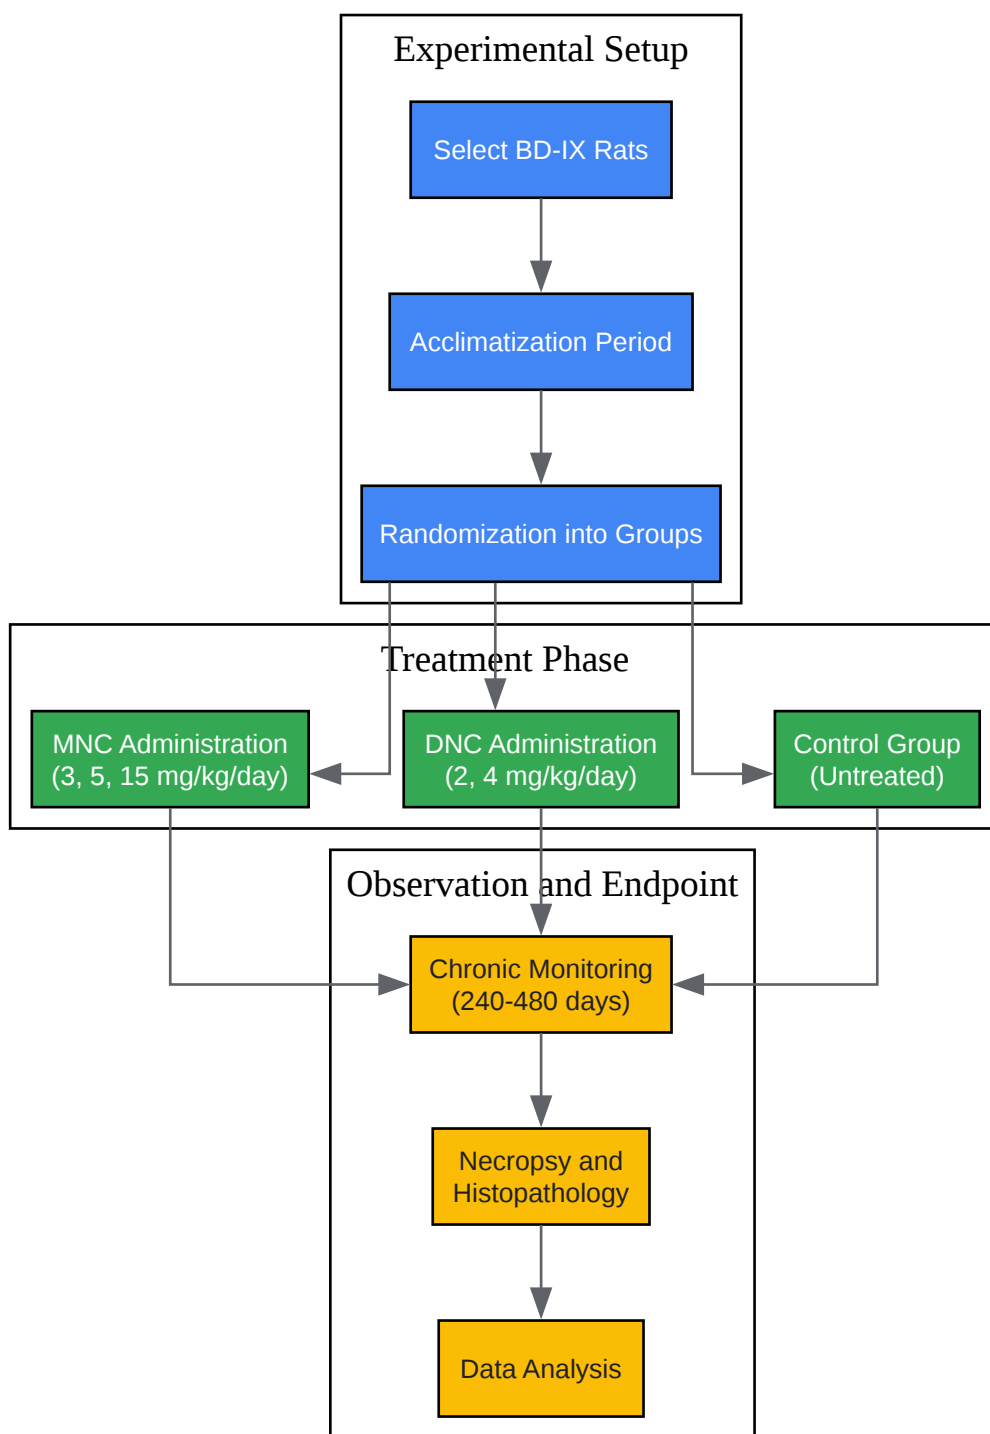 Experimental Setup
Select BD-IX Rats
Acclimatization Period
Randomization into Groups
Treatment Phase
MNC Administration
(3, 5, 15 mg/kg/day)
DNC Administration
(2, 4 mg/kg/day)
Control Group
(Untreated)
Observation and Endpoint
Chronic Monitoring
(240-480 days)
Necropsy and
Histopathology
Data Analysis